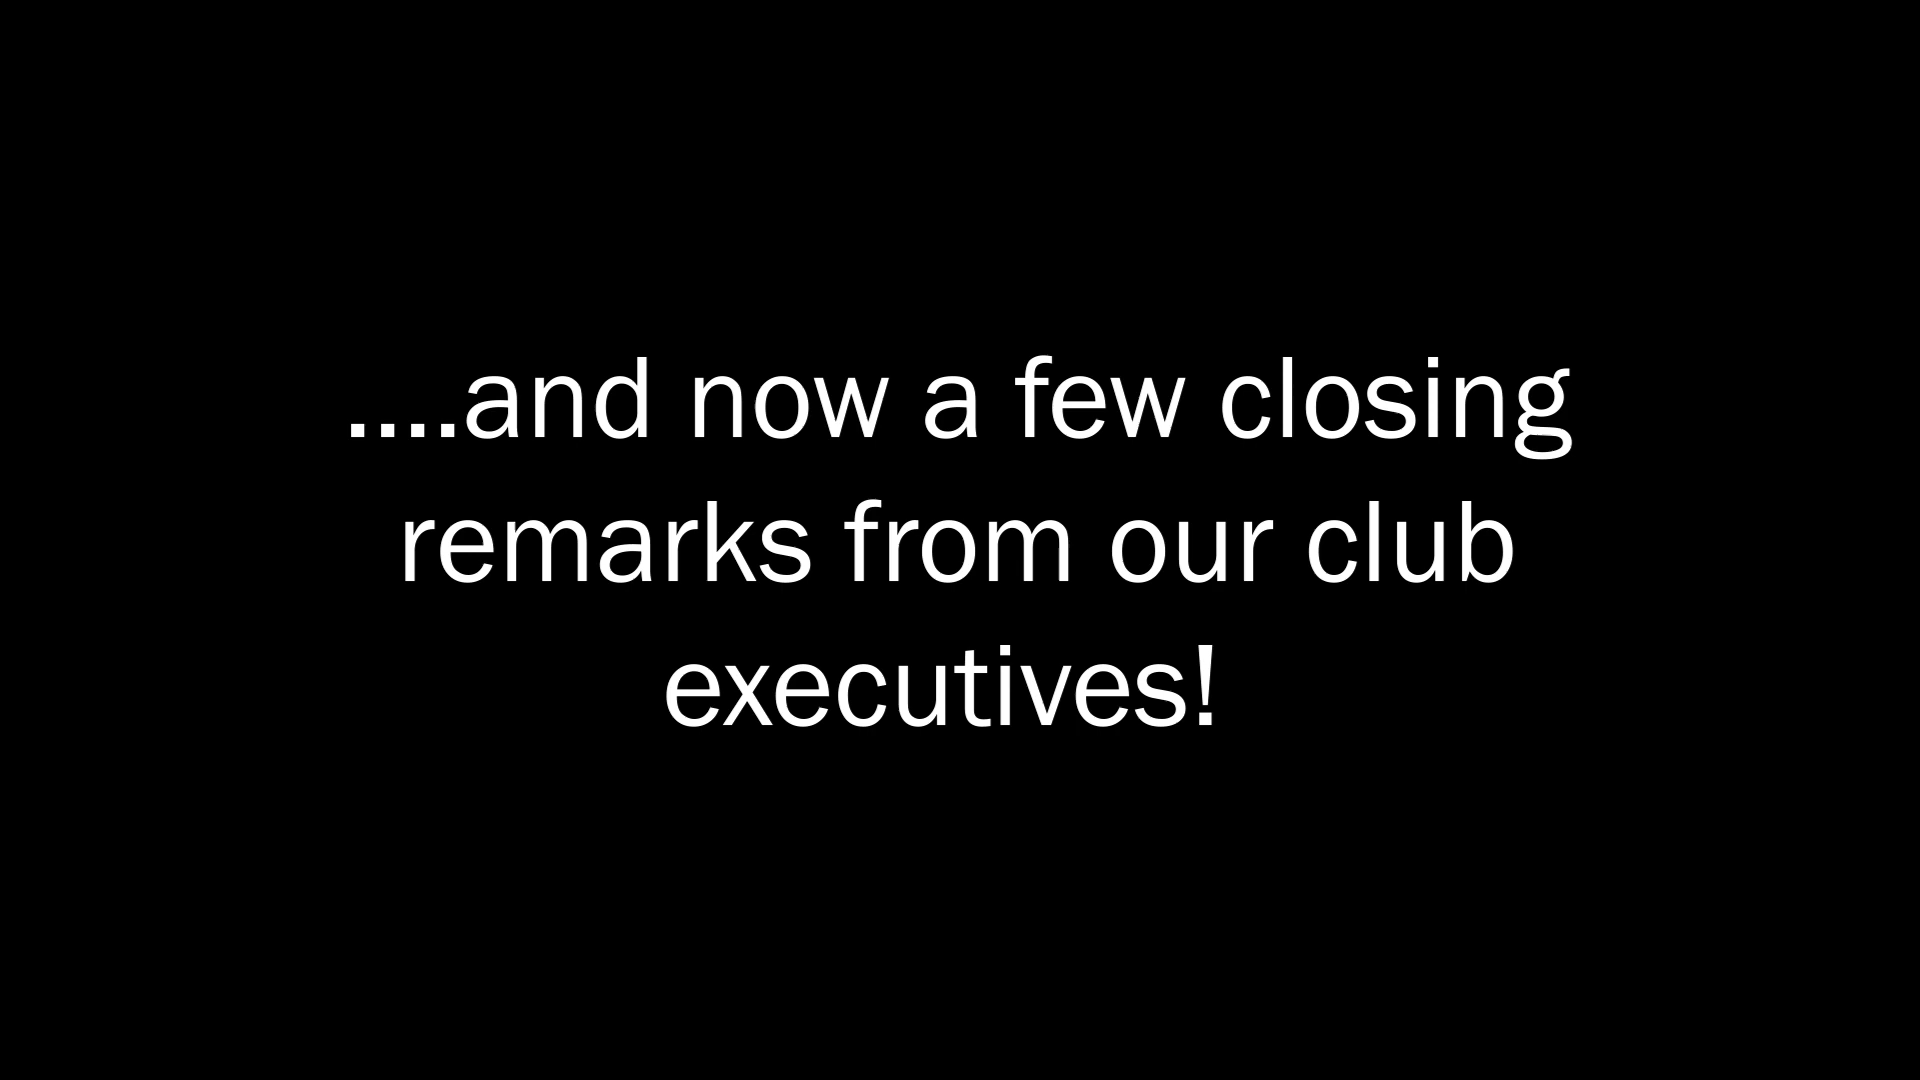 ....and now a few closing
remarks from our club
executives!